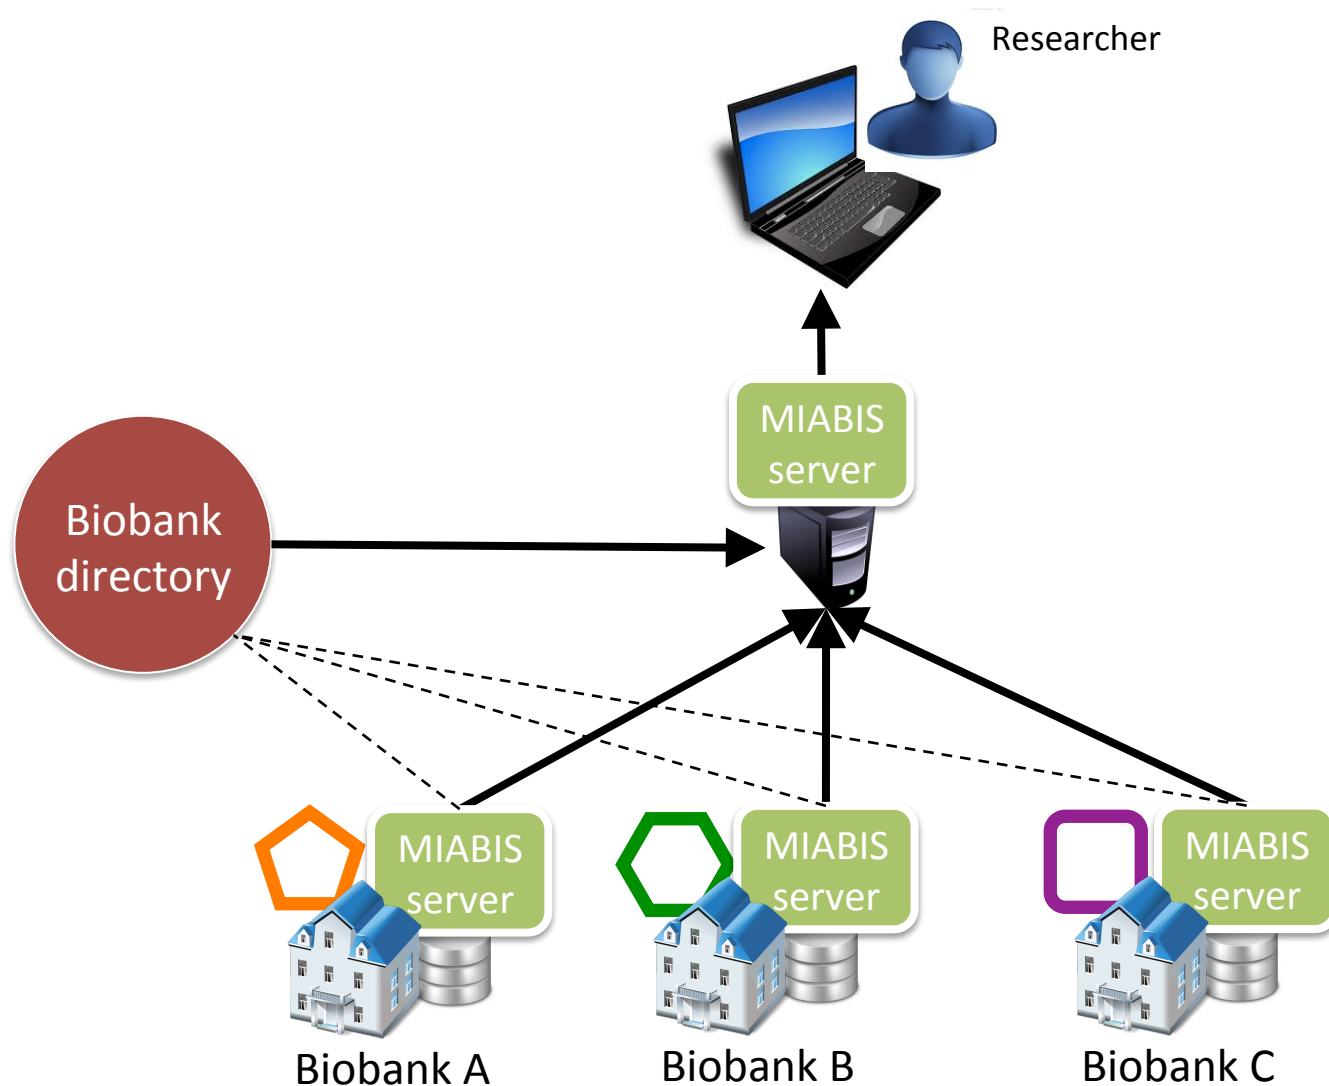 Researcher
MIABIS
server
Biobank
directory
MIABIS
server
MIABIS
server
MIABIS
server
Biobank A
Biobank B
Biobank C